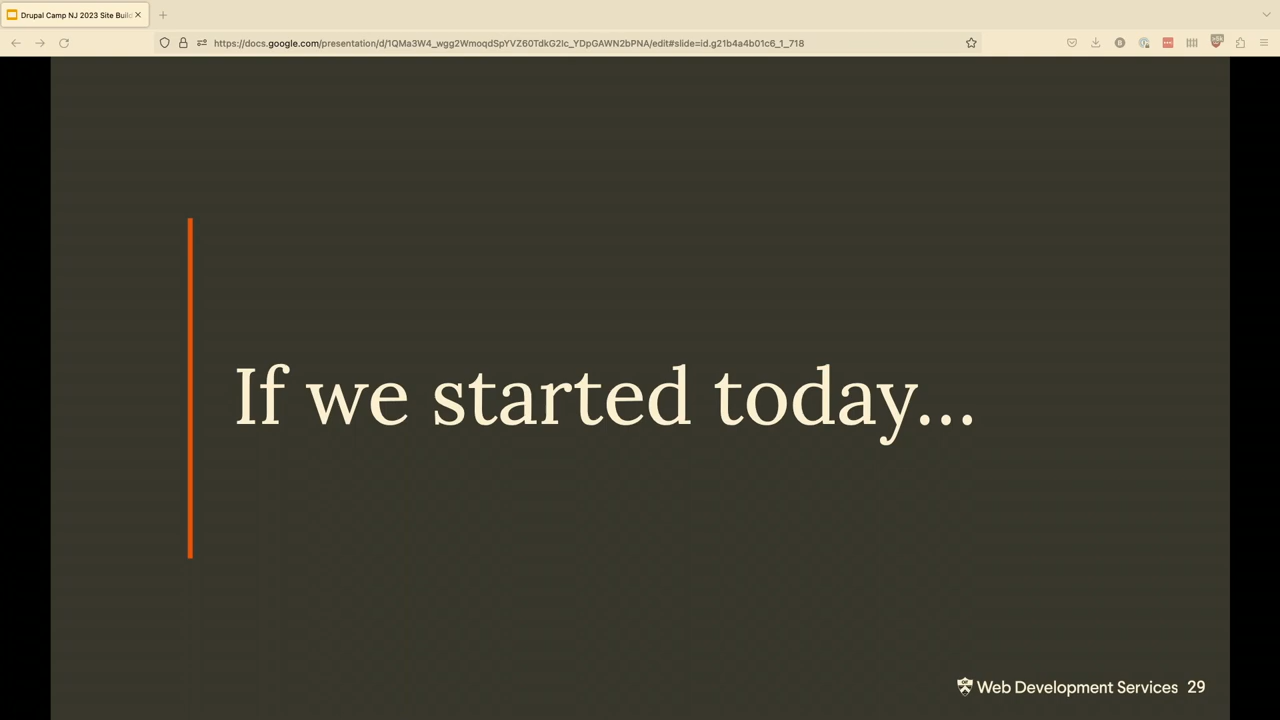 Drupal Camp NJ 2023 Site Buil
https://docs.google.com/presentation/d/1QMa3W4_wgg2WmoqdSpYVZ60TdkG2lc_YDpGAWN2bPNA/edit#slide=id.g21b4a4b01c6_1_718
If we started today...
Web Development Services 29